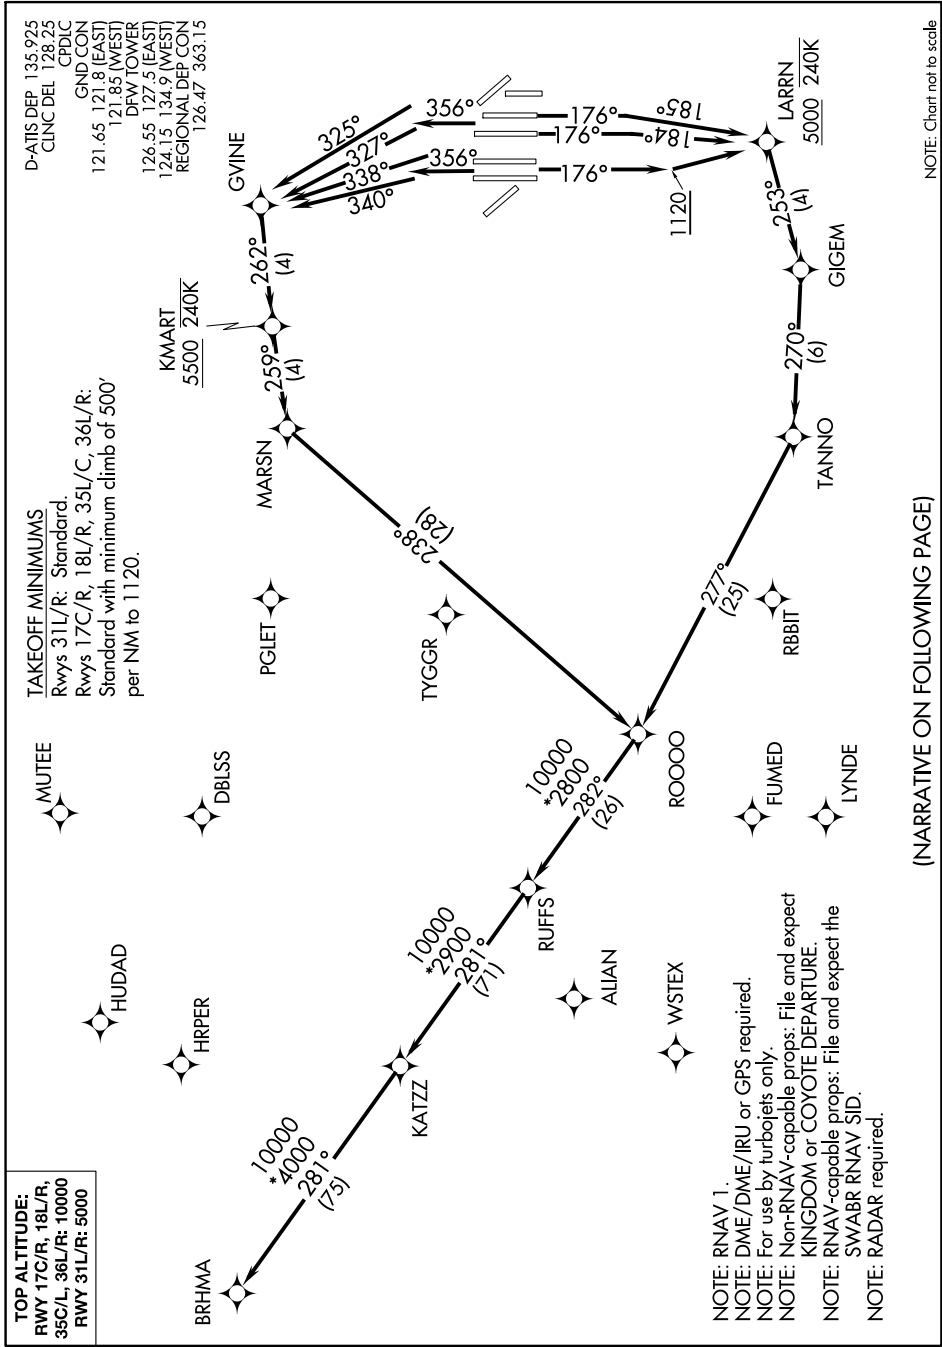 TOP ALTITUDE:
RWY 17C/R, 18L/R,
35C/L, 36L/R: 10000
RWY 31L/R: 5000
TAKEOFF MINIMUMS
Rwys 31L/R: Standard.
Rwys 17C/R, 18L/R, 35L/C, 36L/R:
Standard with minimum climb of 500'
per NM to 1120.
D-ATIS DEP 135.925
CLNC DEL 128.25
CPDLC
GND CON
121.65 121.8 (EAST)
121.85 (WEST)
DFW TOWER
126.55 127.5 (EAST)
124.15 134.9 (WEST)
REGIONAL DEP CON
126.47 363.15
MUTEE
HUDAD
DBLSS
HRPER
PGLET
TYGGR
KMART
5500 240K
GVINE
262°
(4)
259°
(4)
MARSN
325°
327°
338°
340°
356°
356°
176°
176°
176°
185°
184°
1120
LARRN
5000 240K
253°
(4)
GIGEM
270°
(6)
TANNO
238°
(28)
277°
(25)
RBBIT
ROOOO
10000
*2800
282°
(26)
RUFFS
10000
*2900
281°
(71)
KATZZ
10000
*4000
281°
(75)
BRHMA
FUMED
LYNDE
ALIAN
WSTEX
NOTE: RNAV 1.
NOTE: DME/DME/IRU or GPS required.
NOTE: For use by turbojets only.
NOTE: Non-RNAV-capable props: File and expect
KINGDOM or COYOTE DEPARTURE.
NOTE: RNAV-capable props: File and expect the
SWABR RNAV SID.
NOTE: RADAR required.
(NARRATIVE ON FOLLOWING PAGE)
NOTE: Chart not to scale